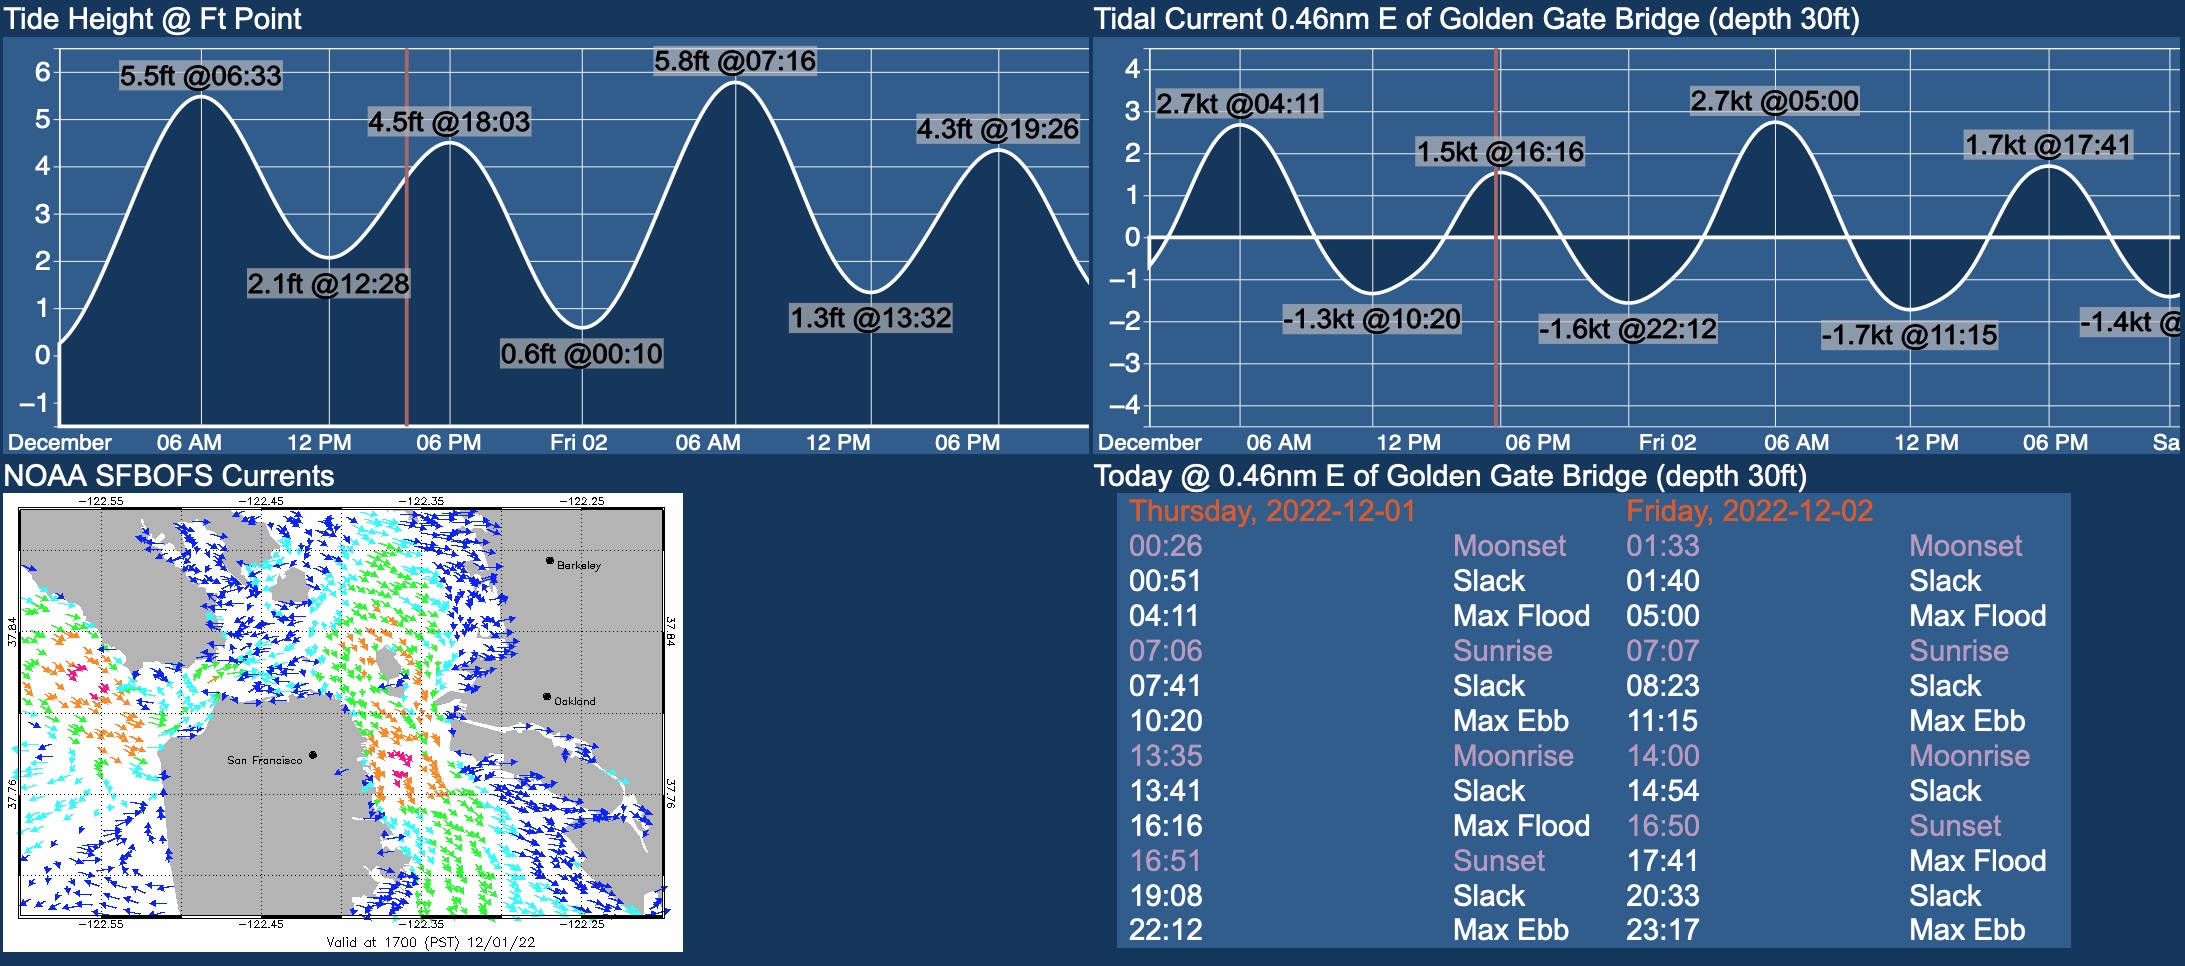 Tide Height @ Ft Point
6
5
4
3
2
1
0
−1
5.5ft @06:33
2.1ft @12:28
4.5ft @18:03
0.6ft @00:10
5.8ft @07:16
1.3ft @13:32
4.3ft @19:26
December 06 AM 12 PM 06 PM Fri 02 06 AM 12 PM 06 PM
Tidal Current 0.46nm E of Golden Gate Bridge (depth 30ft)
4
3
2
1
0
−1
−2
−3
−4
2.7kt @04:11
-1.3kt @10:20
1.5kt @16:16
-1.6kt @22:12
2.7kt @05:00
-1.7kt @11:15
1.7kt @17:41
-1.4kt @
December 06 AM 12 PM 06 PM Fri 02 06 AM 12 PM 06 PM Sa
NOAA SFBOFS Currents
−122.55 −122.45 −122.35 −122.25
37.84 37.84
37.76 37.76
Berkeley
Oakland
San Francisco
−122.55 −122.45 −122.35 −122.25
Valid at 1700 (PST) 12/01/22
Today @ 0.46nm E of Golden Gate Bridge (depth 30ft)
Thursday, 2022-12-01 Friday, 2022-12-02
00:26 Moonset 01:33 Moonset
00:51 Slack 01:40 Slack
04:11 Max Flood 05:00 Max Flood
07:06 Sunrise 07:07 Sunrise
07:41 Slack 08:23 Slack
10:20 Max Ebb 11:15 Max Ebb
13:35 Moonrise 14:00 Moonrise
13:41 Slack 14:54 Slack
16:16 Max Flood 16:50 Sunset
16:51 Sunset 17:41 Max Flood
19:08 Slack 20:33 Slack
22:12 Max Ebb 23:17 Max Ebb